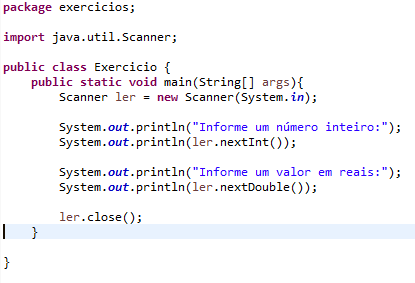 package exercicios;
import java.util.Scanner;
public class Exercicio {
public static void main(String[] args){
Scanner ler = new Scanner(System.in);
System.out.println("Informe um número inteiro:");
System.out.println(ler.nextInt());
System.out.println("Informe um valor em reais:");
System.out.println(ler.nextDouble());
ler.close();
}
}